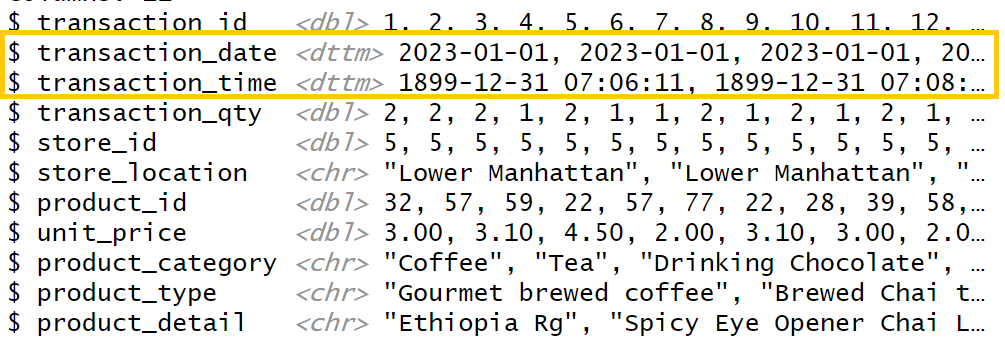 $ transaction_id <dbl> 1, 2, 3, 4, 5, 6, 7, 8, 9, 10, 11, 12, …
$ transaction_date <dttm> 2023-01-01, 2023-01-01, 2023-01-01, 20…
$ transaction_time <dttm> 1899-12-31 07:06:11, 1899-12-31 07:08:…
$ transaction_qty <dbl> 2, 2, 2, 1, 2, 1, 1, 2, 1, 2, 1, 2, 1, …
$ store_id <dbl> 5, 5, 5, 5, 5, 5, 5, 5, 5, 5, 5, 5, 5, …
$ store_location <chr> "Lower Manhattan", "Lower Manhattan", "…
$ product_id <dbl> 32, 57, 59, 22, 57, 77, 22, 28, 39, 58,…
$ unit_price <dbl> 3.00, 3.10, 4.50, 2.00, 3.10, 3.00, 2.0…
$ product_category <chr> "Coffee", "Tea", "Drinking Chocolate", …
$ product_type <chr> "Gourmet brewed coffee", "Brewed Chai t…
$ product_detail <chr> "Ethiopia Rg", "Spicy Eye Opener Chai L…